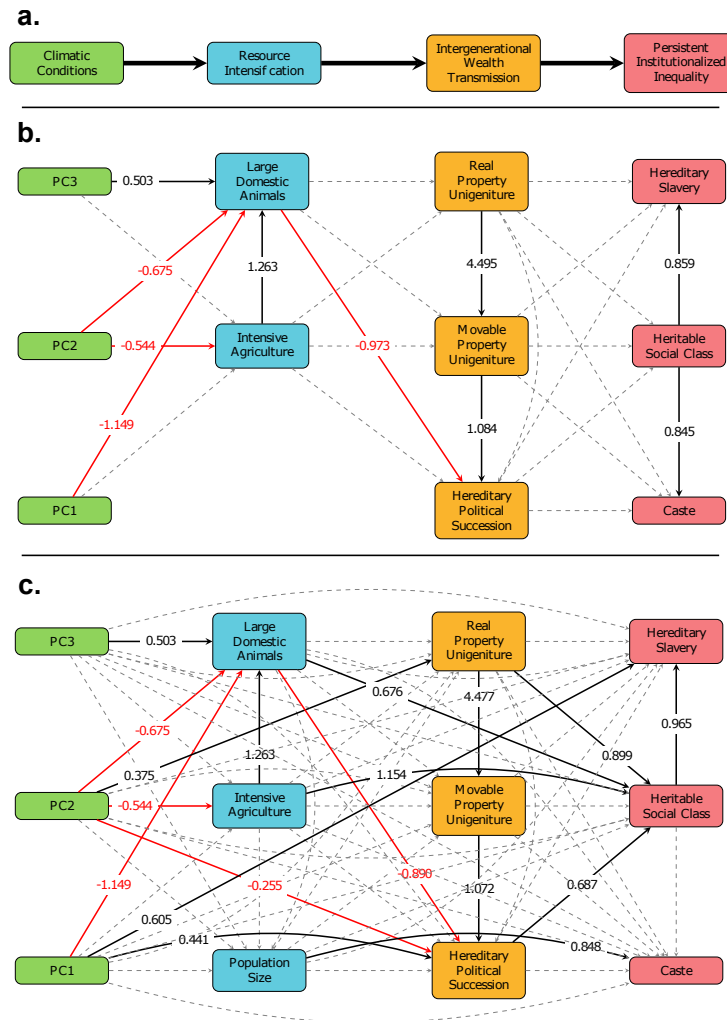 a.
Climatic
Conditions
Resource
Intensification
Intergenerational
Wealth
Transmission
Persistent
Institutionalized
Inequality
b.
PC3
0.503
Large
Domestic
Animals
Real
Property
Unigeniture
Hereditary
Slavery
-0.675
1.263
4.495
0.859
PC2
-0.544
Intensive
Agriculture
-0.973
Movable
Property
Unigeniture
Heritable
Social Class
-1.149
1.084
0.845
PC1
Hereditary
Political
Succession
Caste
c.
PC3
0.503
Large
Domestic
Animals
Real
Property
Unigeniture
Hereditary
Slavery
0.676
4.477
-0.675
0.965
1.263
0.899
0.375
1.154
PC2
-0.544
Intensive
Agriculture
Movable
Property
Unigeniture
Heritable
Social Class
-1.149
-0.255
-0.890
1.072
0.687
0.605
0.441
0.848
PC1
Population
Size
Hereditary
Political
Succession
Caste